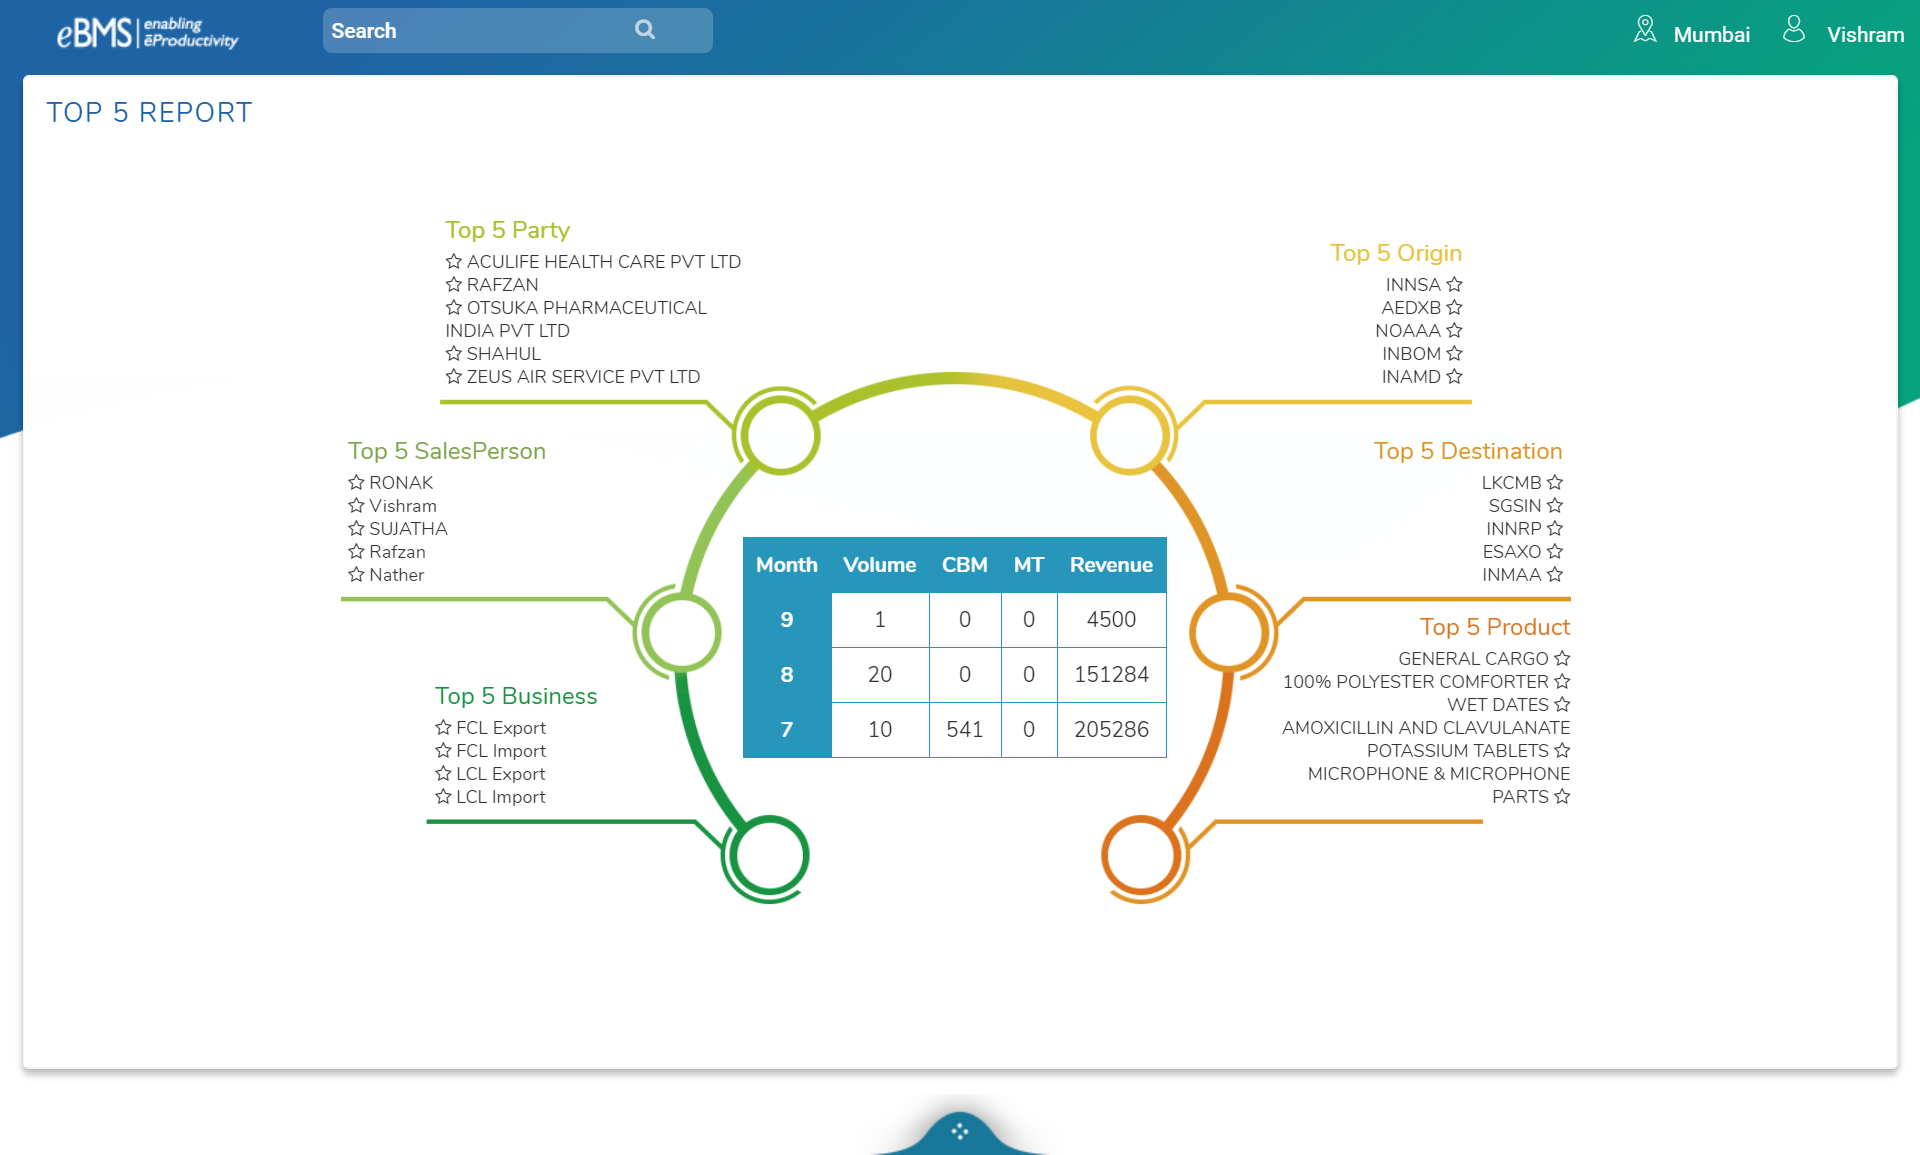 eBMS enabling
ēProductivity
Search
Mumbai
Vishram
TOP 5 REPORT
Top 5 Party
ACULIFE HEALTH CARE PVT LTD
RAFZAN
OTSUKA PHARMACEUTICAL
INDIA PVT LTD
SHAHUL
ZEUS AIR SERVICE PVT LTD
Top 5 Origin
INNSA
AEDXB
NOAAA
INBOM
INAMD
Top 5 SalesPerson
RONAK
Vishram
SUJATHA
Rafzan
Nather
Top 5 Destination
LKCMB
SGSIN
INNRP
ESAXO
INMAA
Month Volume CBM MT Revenue
9 1 0 0 4500
8 20 0 0 151284
7 10 541 0 205286
Top 5 Business
FCL Export
FCL Import
LCL Export
LCL Import
Top 5 Product
GENERAL CARGO
100% POLYESTER COMFORTER
WET DATES
AMOXICILLIN AND CLAVULANATE
POTASSIUM TABLETS
MICROPHONE & MICROPHONE
PARTS